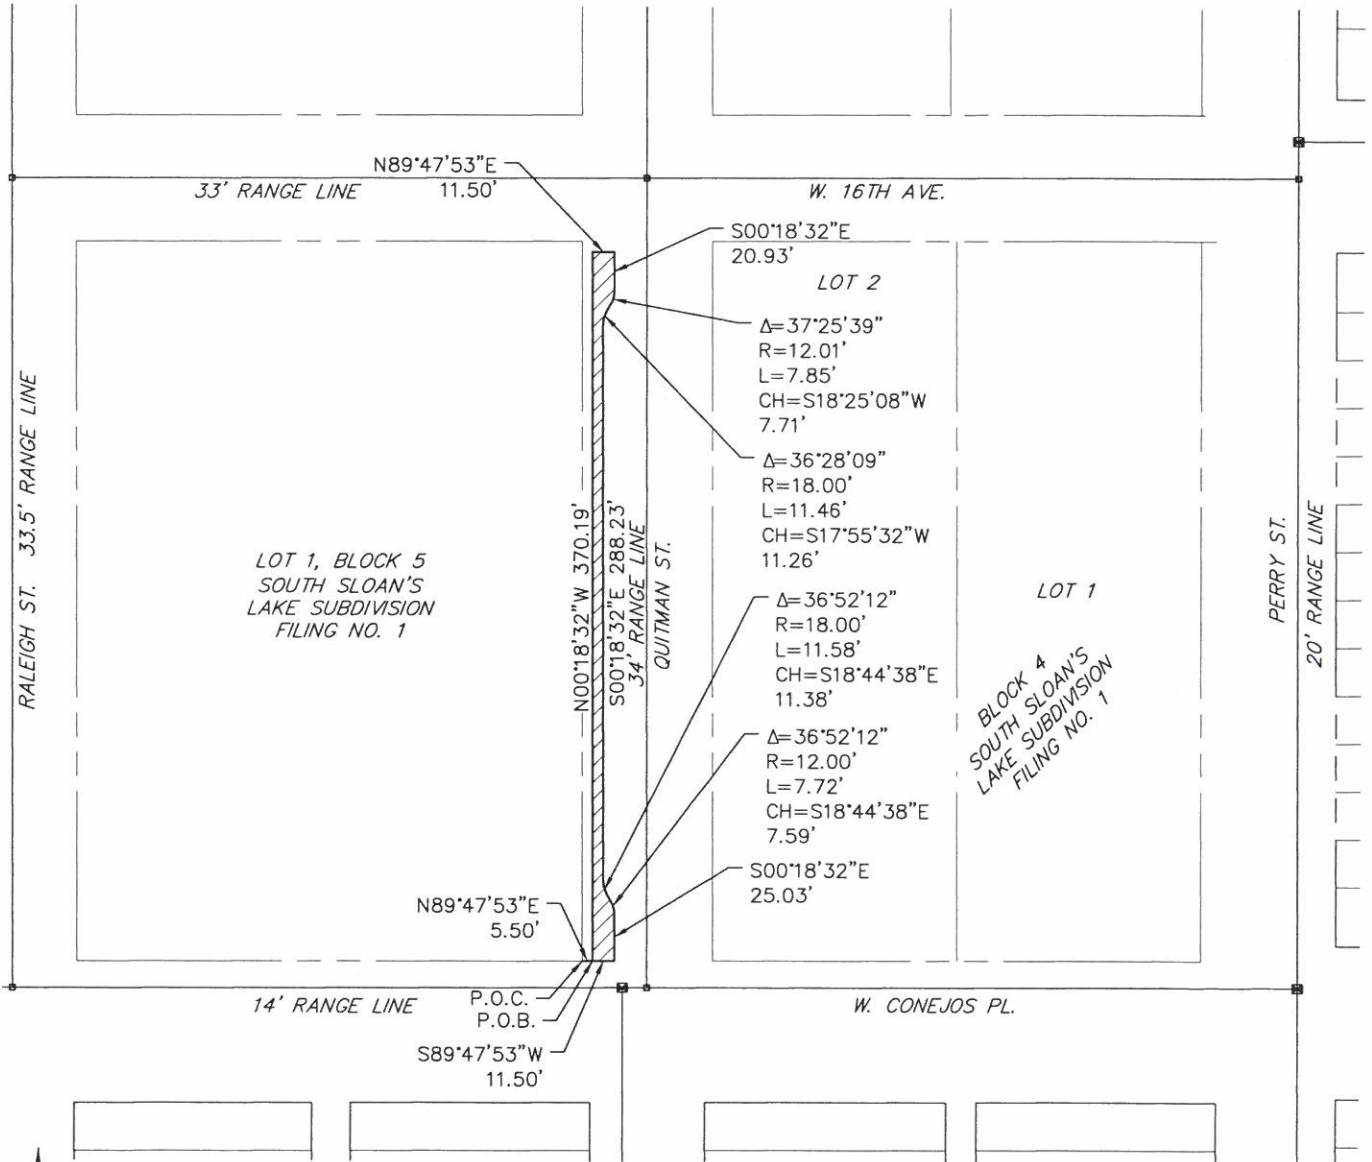 N89°47'53"E
11.50'
33' RANGE LINE
W. 16TH AVE.
S00°18'32"E
20.93'
LOT 2
Δ=37°25'39"
R=12.01'
L=7.85'
CH=S18°25'08"W
7.71'
Δ=36°28'09"
R=18.00'
L=11.46'
CH=S17°55'32"W
11.26'
RALEIGH ST. 33.5' RANGE LINE
LOT 1, BLOCK 5
SOUTH SLOAN'S
LAKE SUBDIVISION
FILING NO. 1
N00°18'32"W 370.19'
S00°18'32"E 288.23'
34' RANGE LINE
QUITMAN ST.
Δ=36°52'12"
R=18.00'
L=11.58'
CH=S18°44'38"E
11.38'
LOT 1
BLOCK 4
SOUTH SLOAN'S
LAKE SUBDIVISION
FILING NO. 1
PERRY ST.
20' RANGE LINE
Δ=36°52'12"
R=12.00'
L=7.72'
CH=S18°44'38"E
7.59'
S00°18'32"E
25.03'
N89°47'53"E
5.50'
14' RANGE LINE
P.O.C.
P.O.B.
W. CONEJOS PL.
S89°47'53"W
11.50'